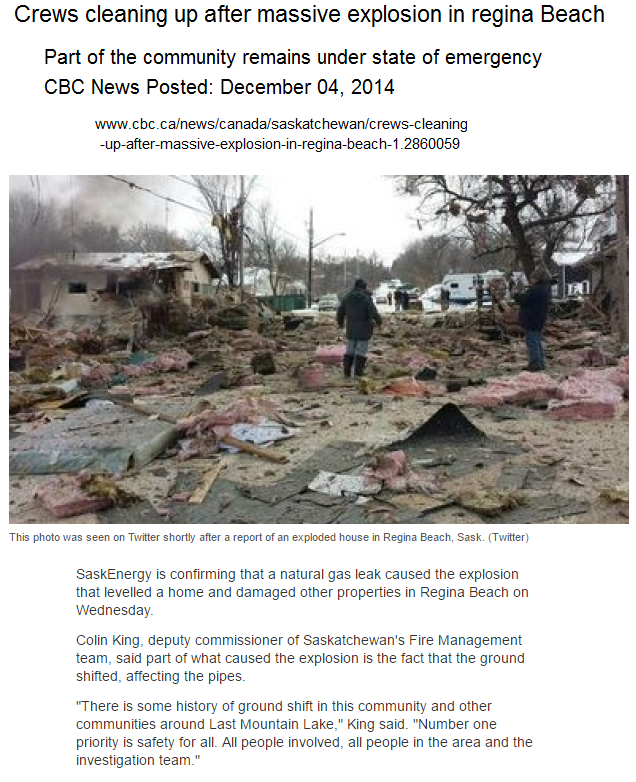 Crews cleaning up after massive explosion in regina Beach
Part of the community remains under state of emergency
CBC News Posted: December 04, 2014
www.cbc.ca/news/canada/saskatchewan/crews-cleaning
-up-after-massive-explosion-in-regina-beach-1.2860059
This photo was seen on Twitter shortly after a report of an exploded house in Regina Beach, Sask. (Twitter)
SaskEnergy is confirming that a natural gas leak caused the explosion
that levelled a home and damaged other properties in Regina Beach on
Wednesday.
Colin King, deputy commissioner of Saskatchewan's Fire Management
team, said part of what caused the explosion is the fact that the ground
shifted, affecting the pipes.
"There is some history of ground shift in this community and other
communities around Last Mountain Lake," King said. "Number one
priority is safety for all. All people involved, all people in the area and the
investigation team."